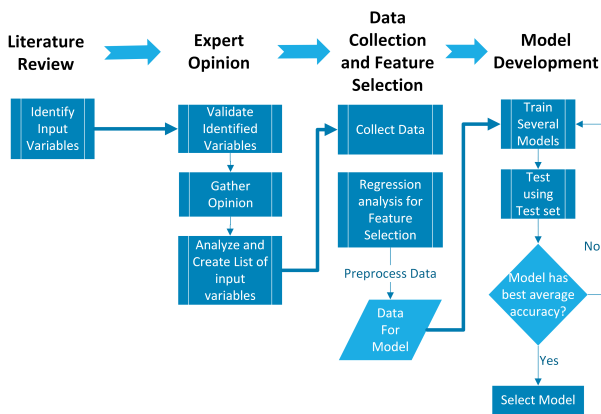 Literature
Review
Expert
Opinion
Data
Collection
and Feature
Selection
Model
Development
Identify
Input
Variables
Validate
Identified
Variables
Gather
Opinion
Analyze and
Create List of
input
variables
Collect Data
Regression
analysis for
Feature
Selection
Preprocess Data
Data
For
Model
Train
Several
Models
Test
using
Test set
No
Model has
best average
accuracy?
Yes
Select Model